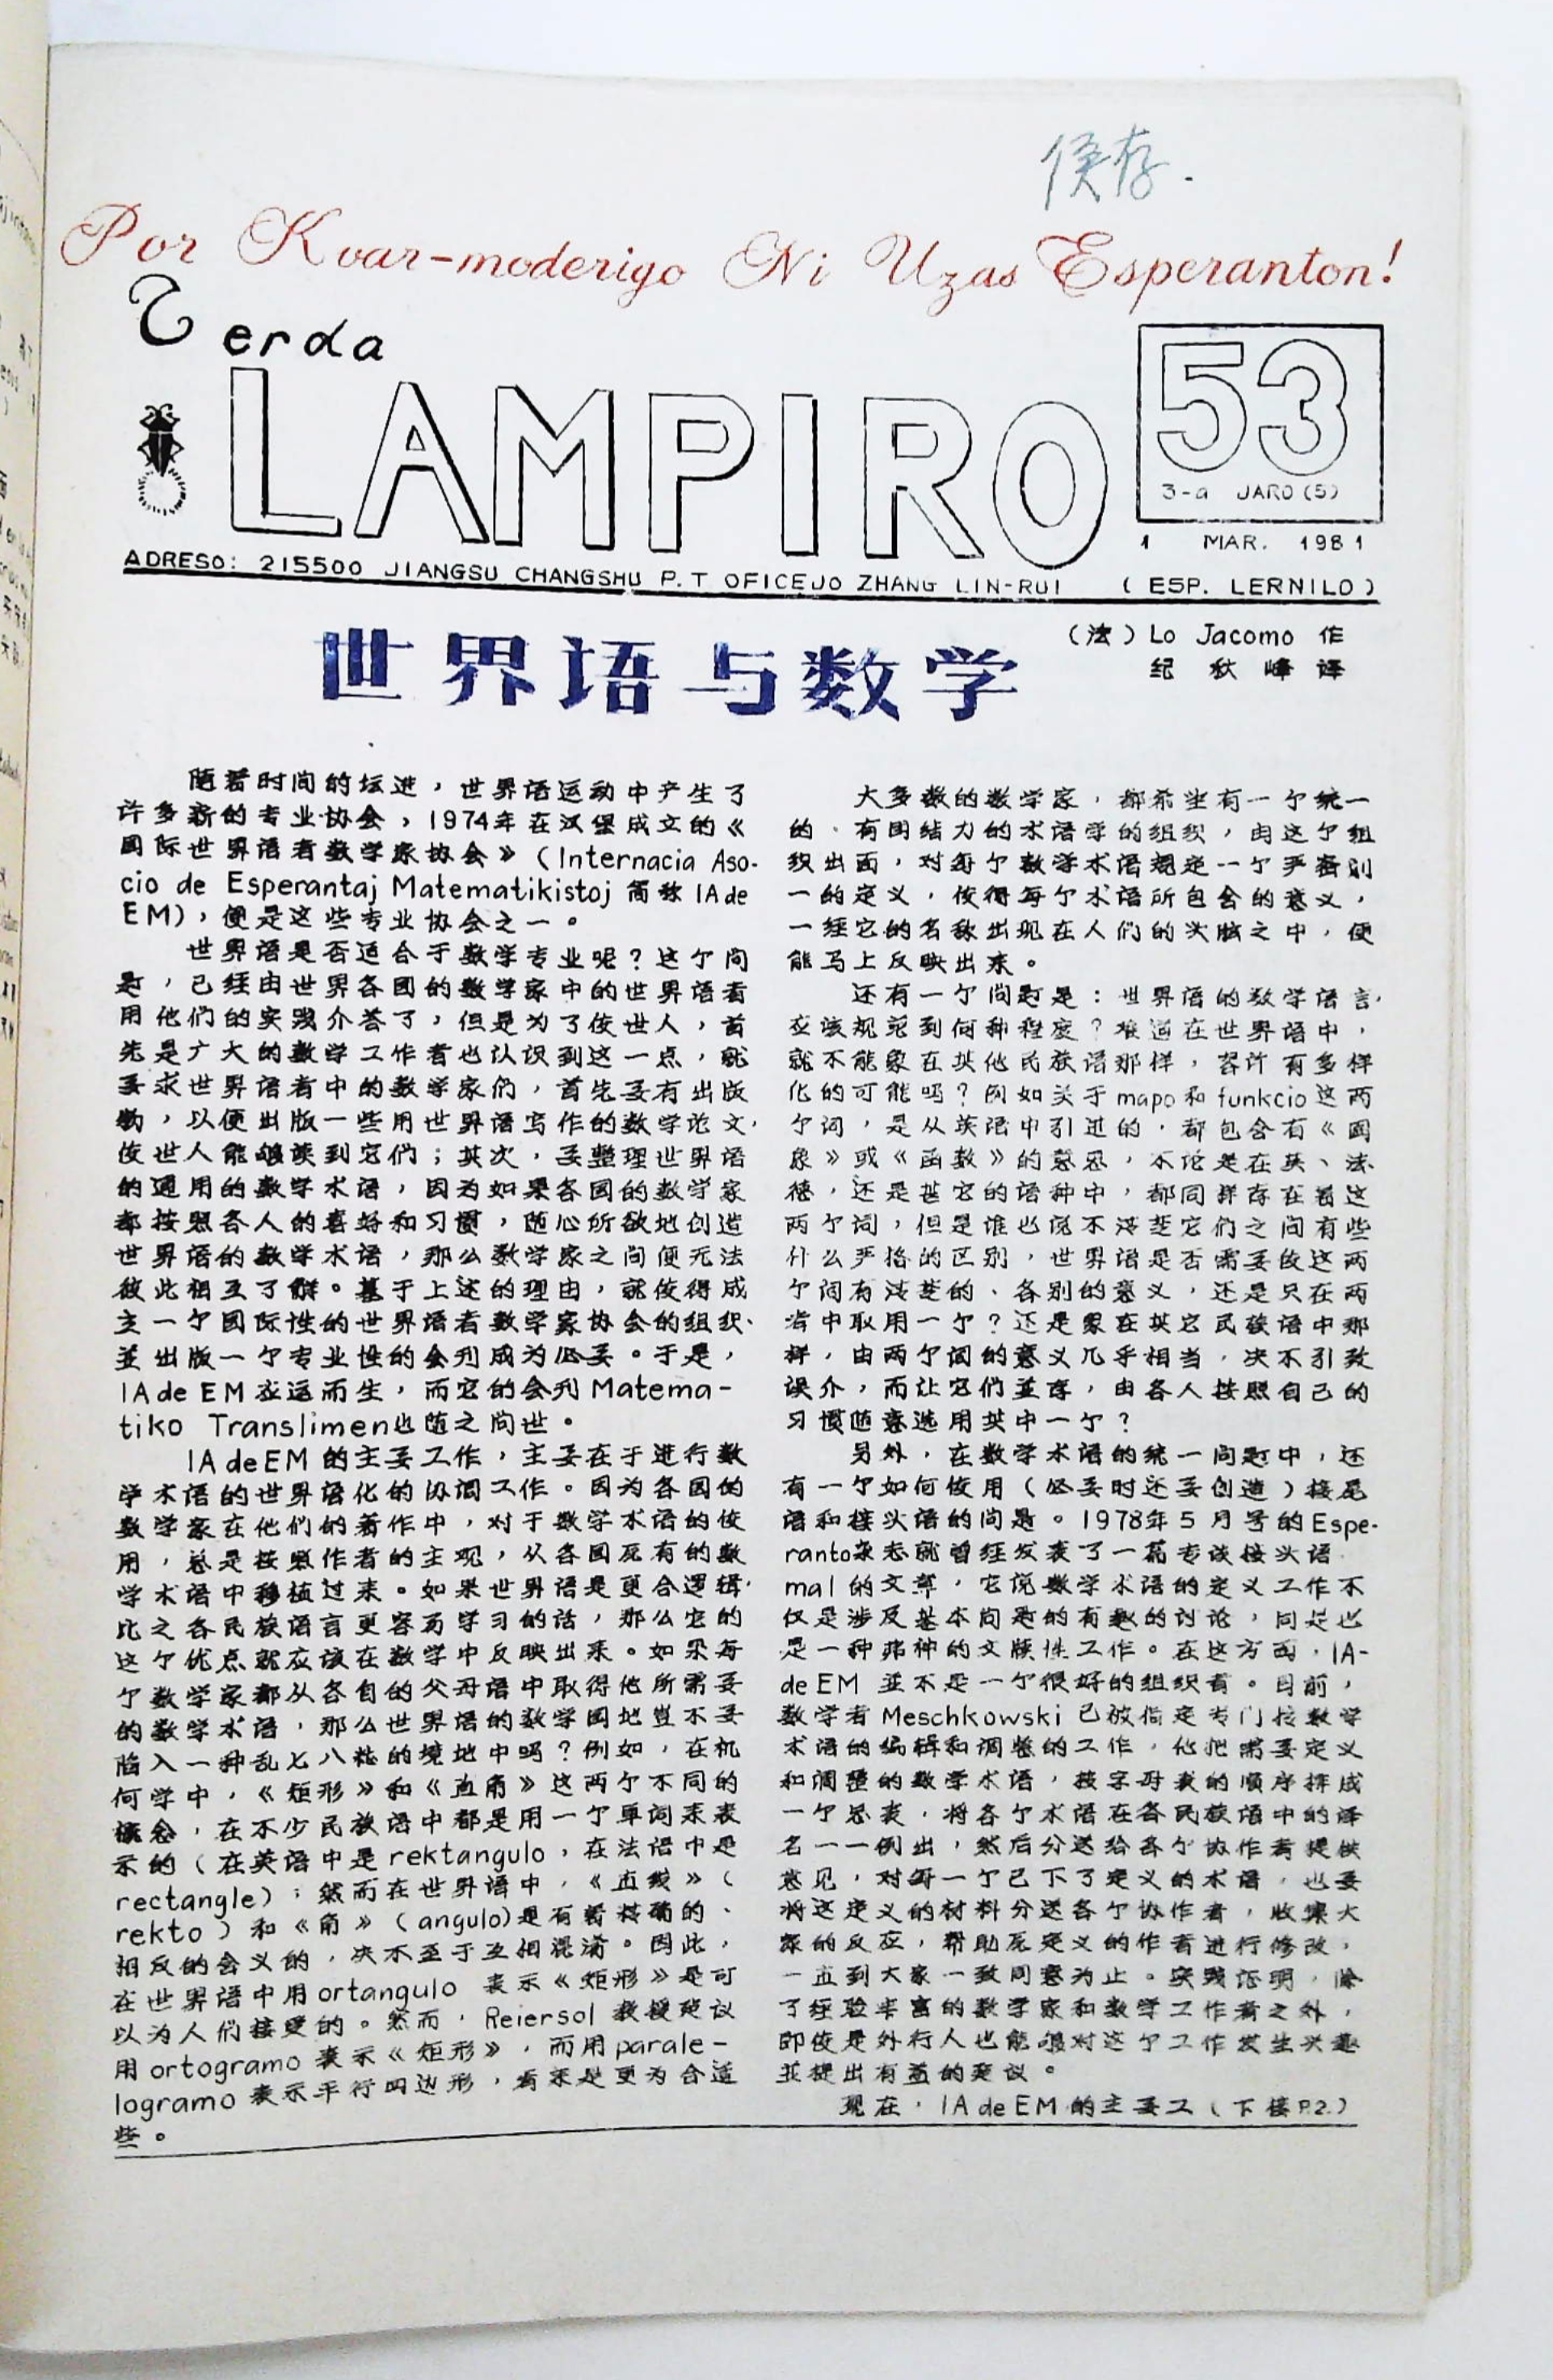 Por Kvar-moderigo Ni Uzas Esperanton!
Verda
LAMPIRO
53
3-a JARO (5)
1 MAR. 1981
ADRESO: 215500 JIANGSU CHANGSHU P.T OFICEJO ZHANG LIN-RUI (ESP. LERNILO)
世界语与数学
（法）Lo Jacomo 作
纪秋峰 译
随着时间的坛进，世界语运动中产生了
许多新的专业协会，1974年在汉堡成立的《
国际世界语者数学家协会》（Internacia Aso-
cio de Esperantaj Matematikistoj 简称 IAde
EM），便是这些专业协会之一。
世界语是否适合于数学专业呢？这个问
题，已经由世界各国的数学家中的世界语者
用他们的实践介答了，但是为了使世人，首
先是广大的数学工作者也认识到这一点，就
要求世界语者中的数学家们，首先要有出版
物，以便出版一些用世界语写作的数学论文，
使世人能够读到它们；其次，要整理世界语
的通用的数学术语，因为如果各国的数学家
都按照各人的喜好和习惯，随心所欲地创造
世界语的数学术语，那么数学家之间便无法
彼此相互了解。基于上述的理由，就使得成
立一个国际性的世界语者数学家协会的组织，
並出版一个专业性的会刊成为必要。于是，
IAde EM 应运而生，而它的会刊 Matema-
tiko Translimen也随之问世。
IAdeEM 的主要工作，主要在于进行数
学术语的世界语化的协调工作。因为各国的
数学家在他们的著作中，对于数学术语的使
用，总是按照作者的主观，从各国原有的数
学术语中移植过来。如果世界语是更合逻辑，
比之各民族语言更容易学习的话，那么它的
这个优点就应该在数学中反映出来。如果每
个数学家都从各自的父母语中取得他所需要
的数学术语，那么世界语的数学园地岂不要
陷入一种乱七八糟的境地中吗？例如，在机
何学中，《矩形》和《直角》这两个不同的
概念，在不少民族语中都是用一个单词来表
示的（在英语中是 rektangulo，在法语中是
rectangle）；然而在世界语中，《直线》（
rekto）和《角》（angulo）是有着精确的、
相反的含义的，决不至于互相混淆。因此，
在世界语中用 ortangulo 表示《矩形》是可
以为人们接受的。然而，Reiersol 教授建议
用 ortogramo 表示《矩形》，而用 parale-
logramo 表示平行四边形，看来是更为合适
些。
大多数的数学家，都希望有一个统一
的、有团结力的术语学的组织，由这个组
织出面，对每个数学术语规定一个严密划
一的定义，使得每个术语所包含的意义，
一经它的名称出现在人们的头脑之中，便
能马上反映出来。
还有一个问题是：世界语的数学语言，
应该规范到何种程度？难道在世界语中，
就不能象在其他民族语那样，容许有多样
化的可能吗？例如关于 mapo 和 funkcio 这两
个词，是从英语中引进的，都包含有《图
象》或《函数》的意思，不论是在英、法、
德，还是甚它的语种中，都同样存在着这
两个词，但是谁也说不清楚它们之间有些
什么严格的区别，世界语是否需要使这两
个词有清楚的、各别的意义，还是只在两
者中取用一个？还是象在其它民族语中那
样，由两个词的意义几乎相当，决不引致
误介，而让它们並存，由各人按照自己的
习惯随意选用其中一个？
另外，在数学术语的统一问题中，还
有一个如何使用（必要时还要创造）接尾
语和接头语的问题。1978年5月号的Espe-
ranto杂志就曾经发表了一篇专谈接头语
mal 的文章，它说数学术语的定义工作不
仅是涉及基本问题的有趣的讨论，同是也
是一种弗神的文牍性工作。在这方面，IA-
deEM 並不是一个很好的组织者。目前，
数学者 Meschkowski 已被指定专门按数学
术语的编辑和调整的工作，他把需要定义
和调整的数学术语，按字母表的顺序排成
一个总表，将各个术语在各民族语中的译
名一一例出，然后分送给各个协作者提供
意见，对每一个已下了定义的术语，也要
将这定义的材料分送各个协作者，收集大
家的反应，帮助原定义的作者进行修改，
一直到大家一致同意为止。实践证明，除
了经验丰富的数学家和数学工作者之外，
即使是外行人也能够对这个工作发生兴趣
並提出有益的建议。
现在，IA deEM 的主要工（下接P.2）